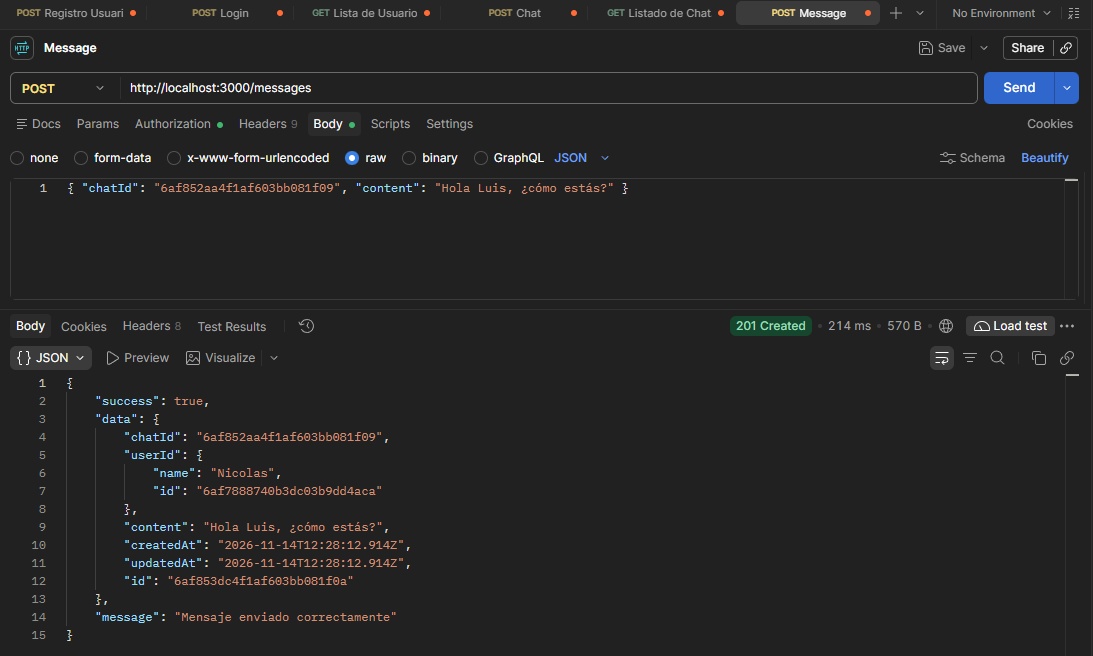 POST Registro Usuari POST Login GET Lista de Usuario POST Chat GET Listado de Chat POST Message No Environment
HTTP Message Save Share
POST http://localhost:3000/messages Send
Docs Params Authorization Headers 9 Body Scripts Settings Cookies
none form-data x-www-form-urlencoded raw binary GraphQL JSON Schema Beautify
1 { "chatId": "6af852aa4f1af603bb081f09", "content": "Hola Luis, ¿cómo estás?" }
Body Cookies Headers 8 Test Results 201 Created 214 ms 570 B Load test
{} JSON Preview Visualize
1 {
2 "success": true,
3 "data": {
4 "chatId": "6af852aa4f1af603bb081f09",
5 "userId": {
6 "name": "Nicolas",
7 "id": "6af7888740b3dc03b9dd4aca"
8 },
9 "content": "Hola Luis, ¿cómo estás?",
10 "createdAt": "2026-11-14T12:28:12.914Z",
11 "updatedAt": "2026-11-14T12:28:12.914Z",
12 "id": "6af853dc4f1af603bb081f0a"
13 },
14 "message": "Mensaje enviado correctamente"
15 }